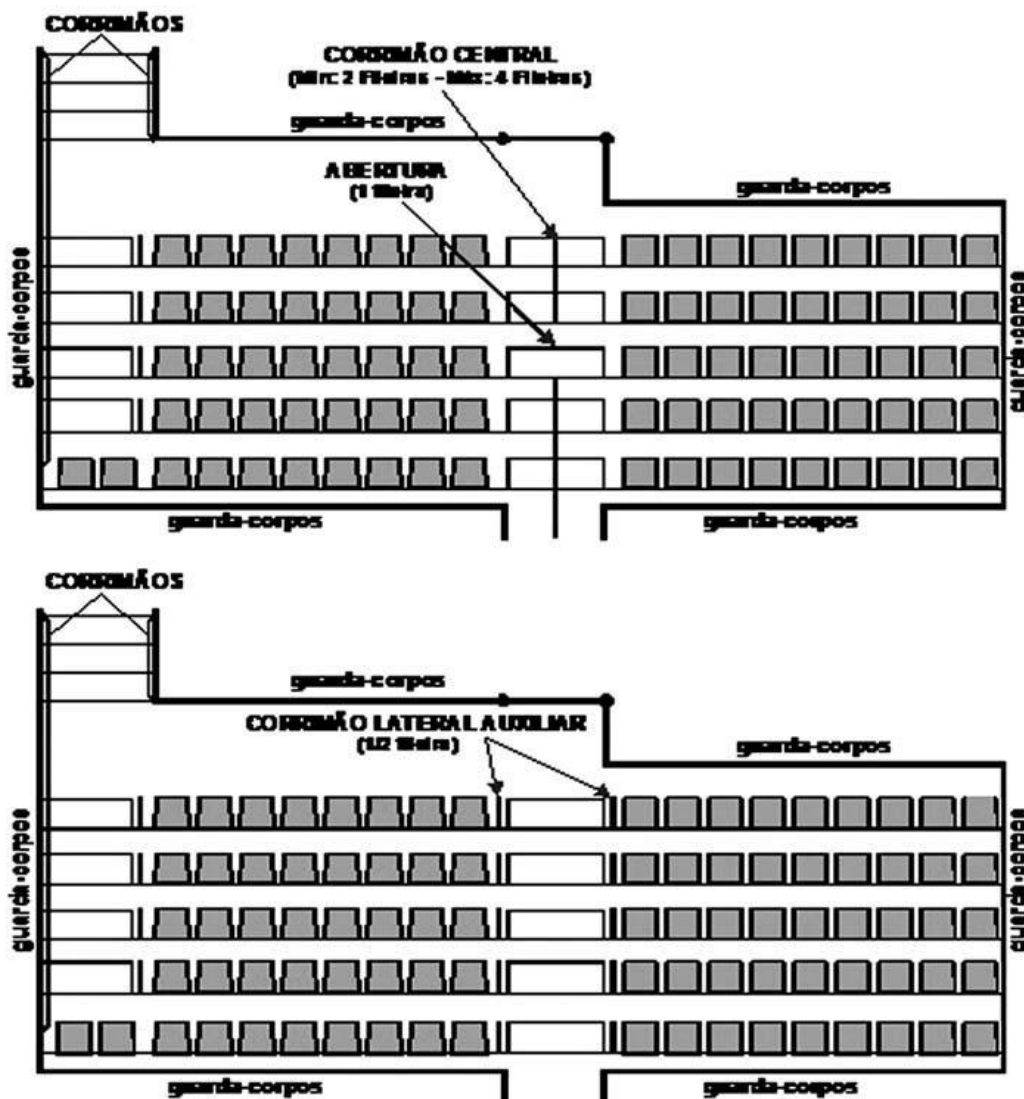 CORRIMÃOS
CORRIMÃO CENTRAL
(Mín: 2 Fileiras - Máx: 4 Fileiras)
guarda-corpos
ABERTURA
(1 fileira)
guarda-corpos
guarda-corpos
guarda-corpos
guarda-corpos
guarda-corpos
CORRIMÃOS
guarda-corpos
CORRIMÃO LATERAL AUXILIAR
(1/2 fileira)
guarda-corpos
guarda-corpos
guarda-corpos
guarda-corpos
guarda-corpos